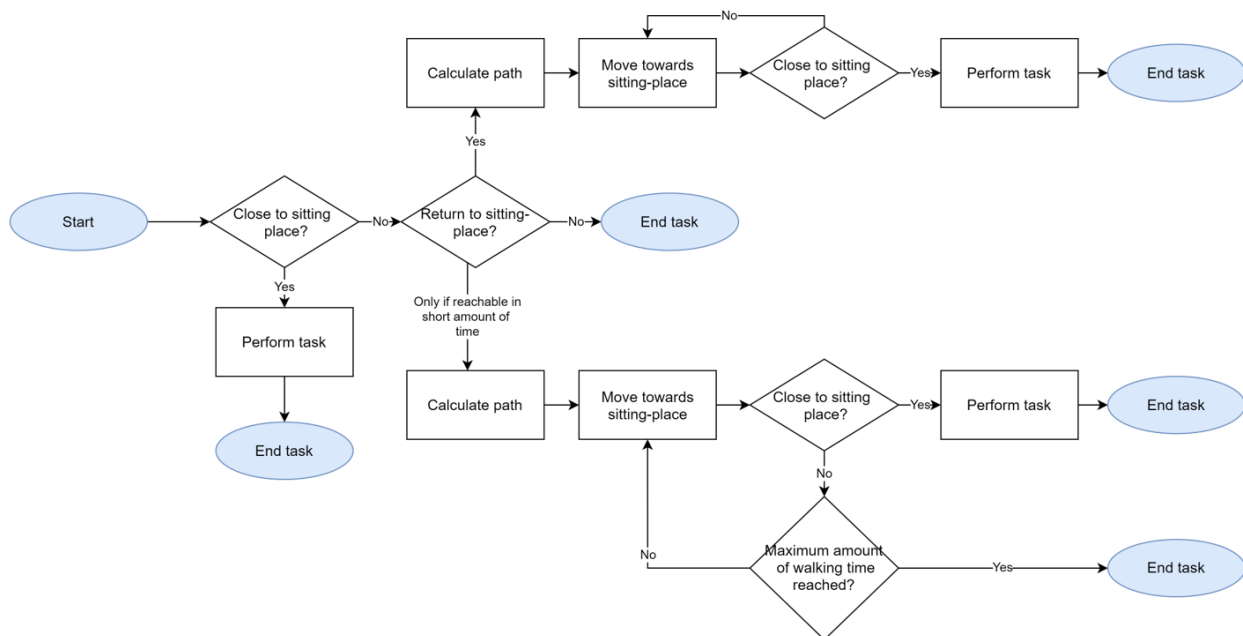 No
Calculate path
Move towards
sitting-place
Close to sitting
place?
Yes
Perform task
End task
Yes
Start
Close to sitting
place?
No
Return to sitting-
place?
No
End task
Yes
Only if reachable in
short amount of
time
Perform task
Calculate path
Move towards
sitting-place
Close to sitting
place?
Yes
Perform task
End task
End task
No
No
Maximum amount
of walking time
reached?
Yes
End task